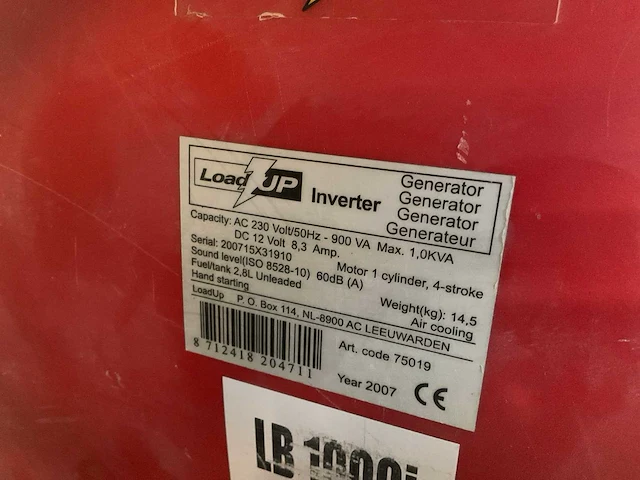 LoadUP Inverter
Generator
Generator
Generator
Generateur
Capacity: AC 230 Volt/50Hz - 900 VA Max. 1,0KVA
DC 12 Volt 8,3 Amp.
Serial: 200715X31910
Motor 1 cylinder, 4-stroke
Sound level(ISO 8528-10) 60dB (A)
Fuel/tank 2,8L Unleaded
Weight(kg): 14,5
Hand starting
Air cooling
LoadUp P.O. Box 114, NL-8900 AC LEEUWARDEN
8 712418 204711
Art. code 75019
Year 2007 CE
LB 1000i